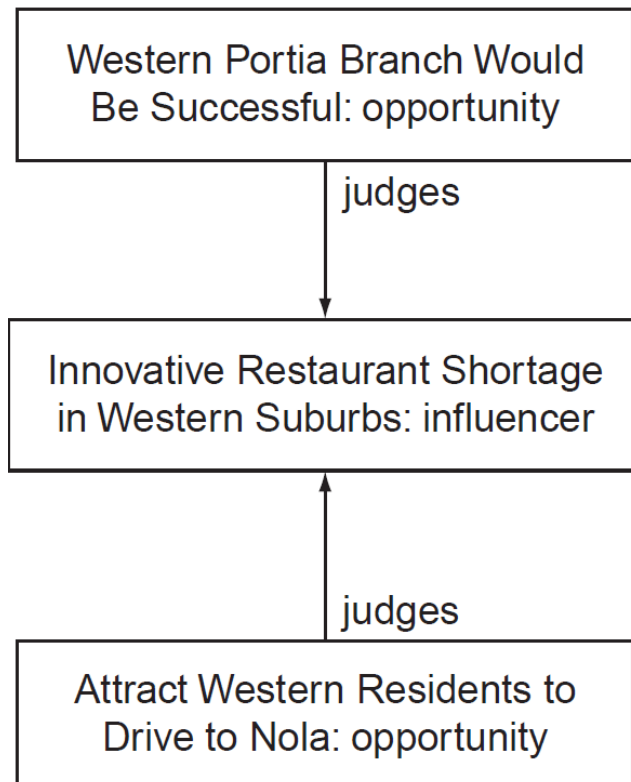 Western Portia Branch Would
Be Successful: opportunity
judges
Innovative Restaurant Shortage
in Western Suburbs: influencer
judges
Attract Western Residents to
Drive to Nola: opportunity